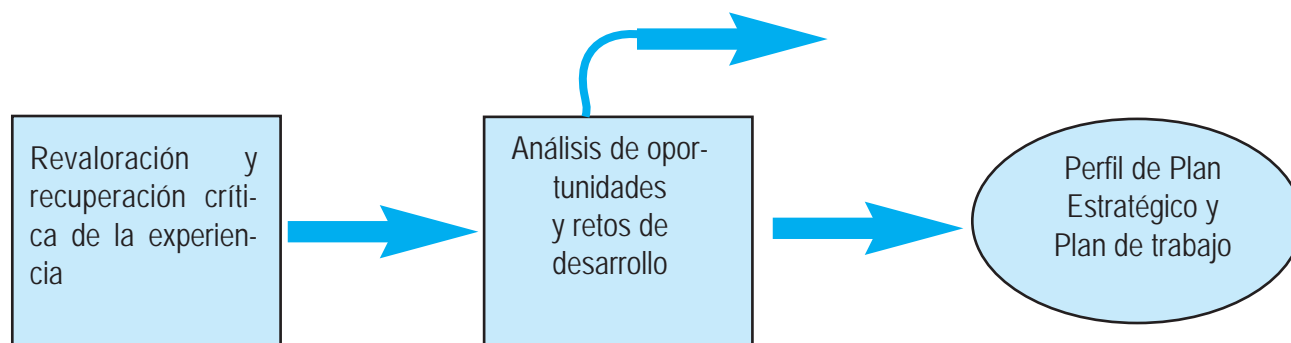 Revaloración y
recuperación críti-
ca de la experien-
cia
Análisis de opor-
tunidades
y retos de
desarrollo
Perfil de Plan
Estratégico y
Plan de trabajo